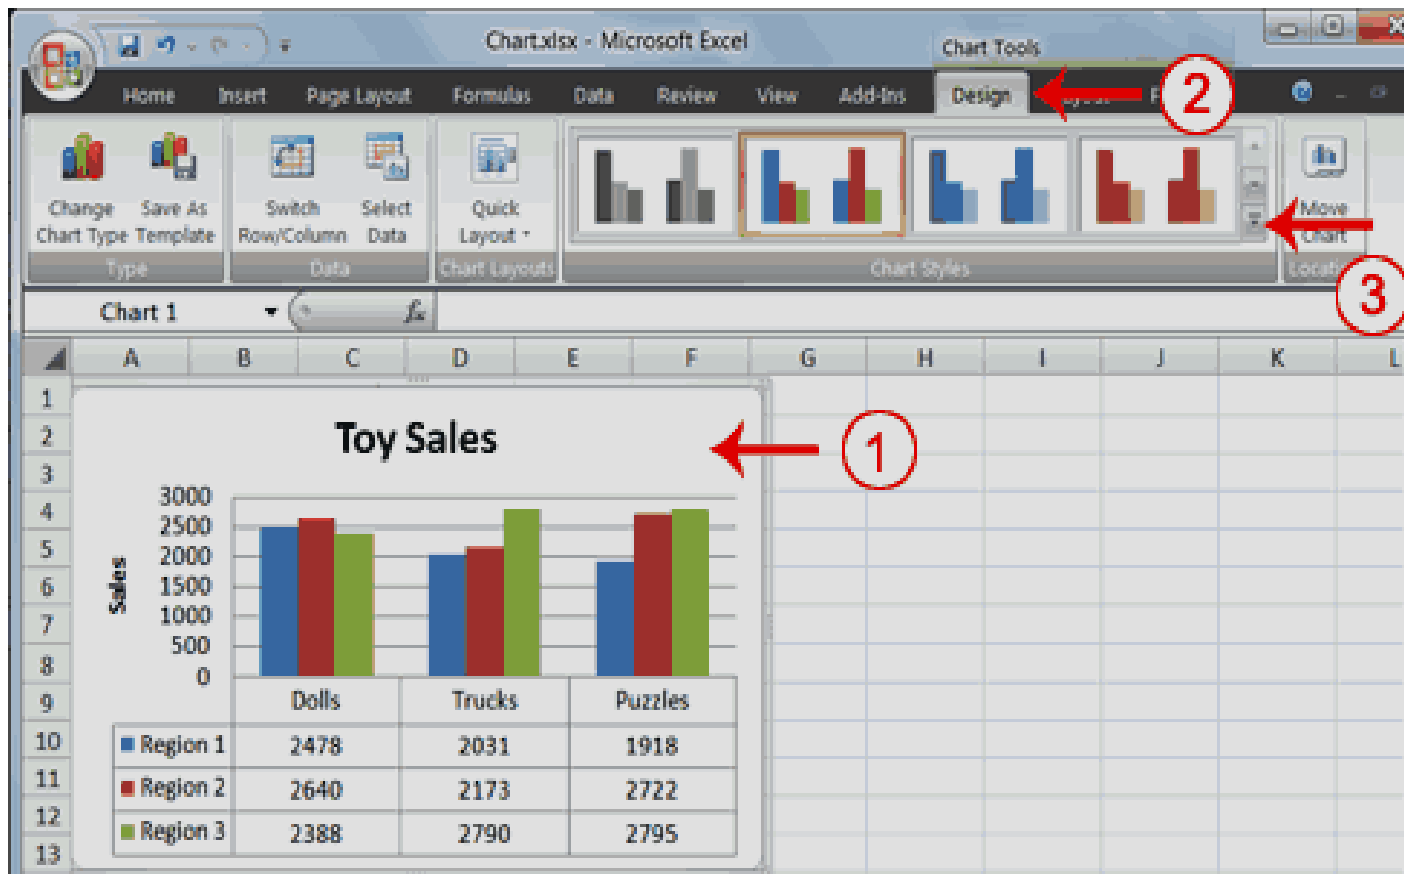 Chart.xlsx - Microsoft Excel
Chart Tools
Home Insert Page Layout Formulas Data Review View Add-Ins Design
2
Change Chart Type
Save As Template
Switch Row/Column
Select Data
Quick Layout
Move Chart
Type Data Chart Layouts Chart Styles
3
Chart 1 fx
A B C D E F G H I J K L
1
2
3
4
5
6
7
8
9
10
11
12
13
Toy Sales
1
Sales
3000
2500
2000
1500
1000
500
0
Dolls Trucks Puzzles
Region 1 2478 2031 1918
Region 2 2640 2173 2722
Region 3 2388 2790 2795